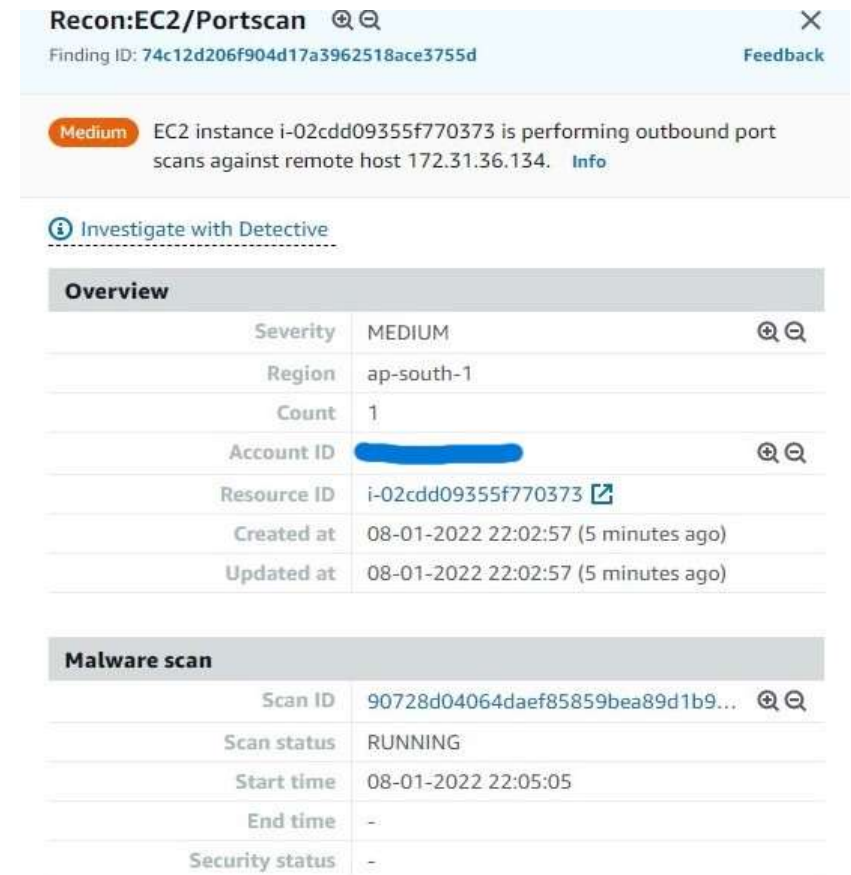 Recon:EC2/Portscan
Finding ID: 74c12d206f904d17a3962518ace3755d Feedback
Medium EC2 instance i-02cdd09355f770373 is performing outbound port
scans against remote host 172.31.36.134. Info
Investigate with Detective
Overview
Severity MEDIUM
Region ap-south-1
Count 1
Account ID
Resource ID i-02cdd09355f770373
Created at 08-01-2022 22:02:57 (5 minutes ago)
Updated at 08-01-2022 22:02:57 (5 minutes ago)
Malware scan
Scan ID 90728d04064daef85859bea89d1b9...
Scan status RUNNING
Start time 08-01-2022 22:05:05
End time -
Security status -